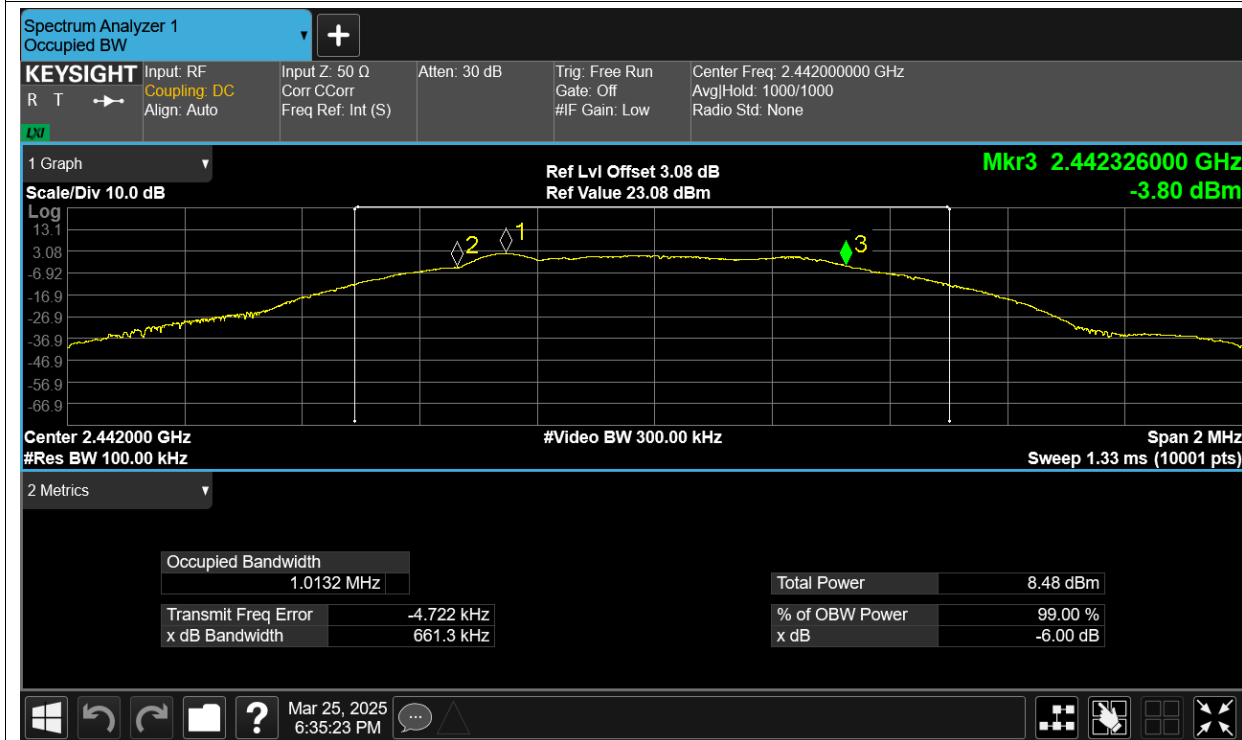 Spectrum Analyzer 1
Occupied BW
KEYSIGHT
R T
LXI
Input: RF
Coupling: DC
Align: Auto
Input Z: 50 Ω
Corr CCorr
Freq Ref: Int (S)
Atten: 30 dB
Trig: Free Run
Gate: Off
#IF Gain: Low
Center Freq: 2.442000000 GHz
Avg|Hold: 1000/1000
Radio Std: None
1 Graph
Scale/Div 10.0 dB
Ref Lvl Offset 3.08 dB
Ref Value 23.08 dBm
Mkr3 2.442326000 GHz
-3.80 dBm
Log
13.1
3.08
-6.92
-16.9
-26.9
-36.9
-46.9
-56.9
-66.9
2
1
3
Center 2.442000 GHz
#Res BW 100.00 kHz
#Video BW 300.00 kHz
Span 2 MHz
Sweep 1.33 ms (10001 pts)
2 Metrics
Occupied Bandwidth
1.0132 MHz
Transmit Freq Error -4.722 kHz
x dB Bandwidth 661.3 kHz
Total Power 8.48 dBm
% of OBW Power 99.00 %
x dB -6.00 dB
?
Mar 25, 2025
6:35:23 PM